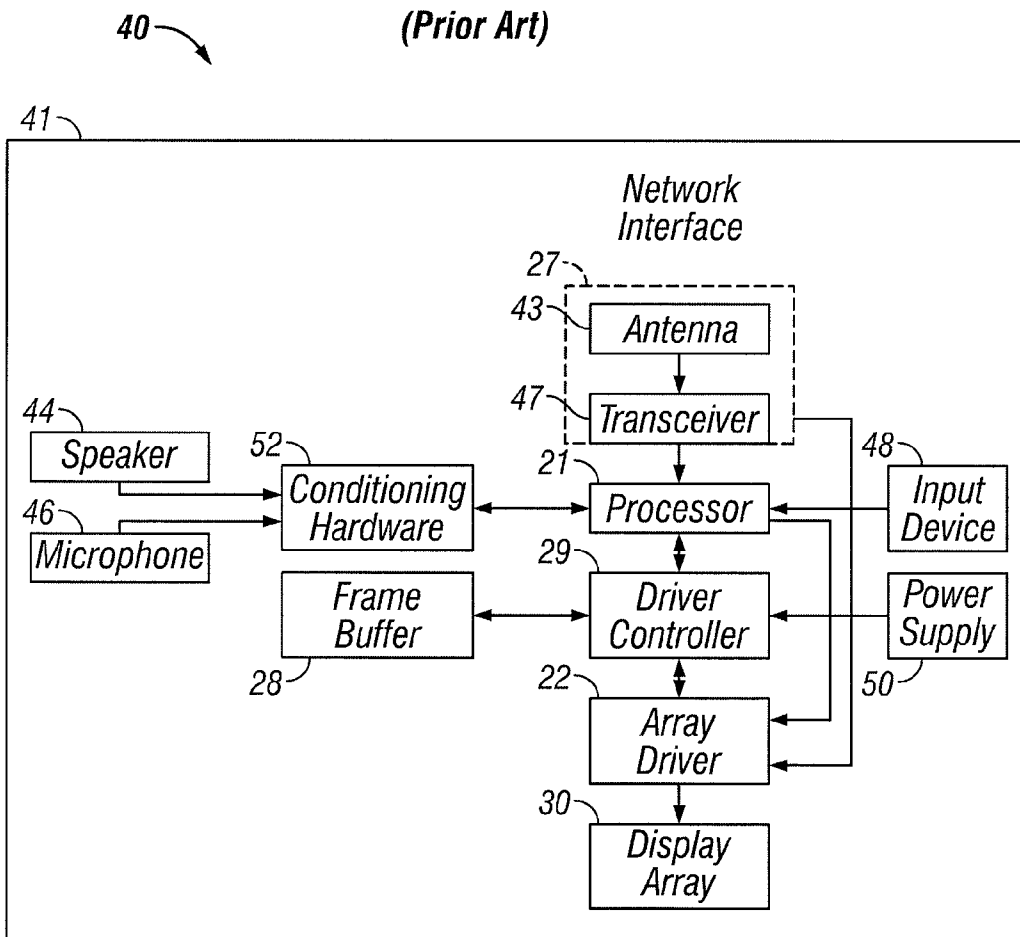 40
(Prior Art)
41
Network
Interface
27
43
Antenna
47
Transceiver
44
Speaker
52
Conditioning
Hardware
46
Microphone
21
Processor
48
Input
Device
29
Driver
Controller
Frame
Buffer
28
Power
Supply
50
22
Array
Driver
30
Display
Array